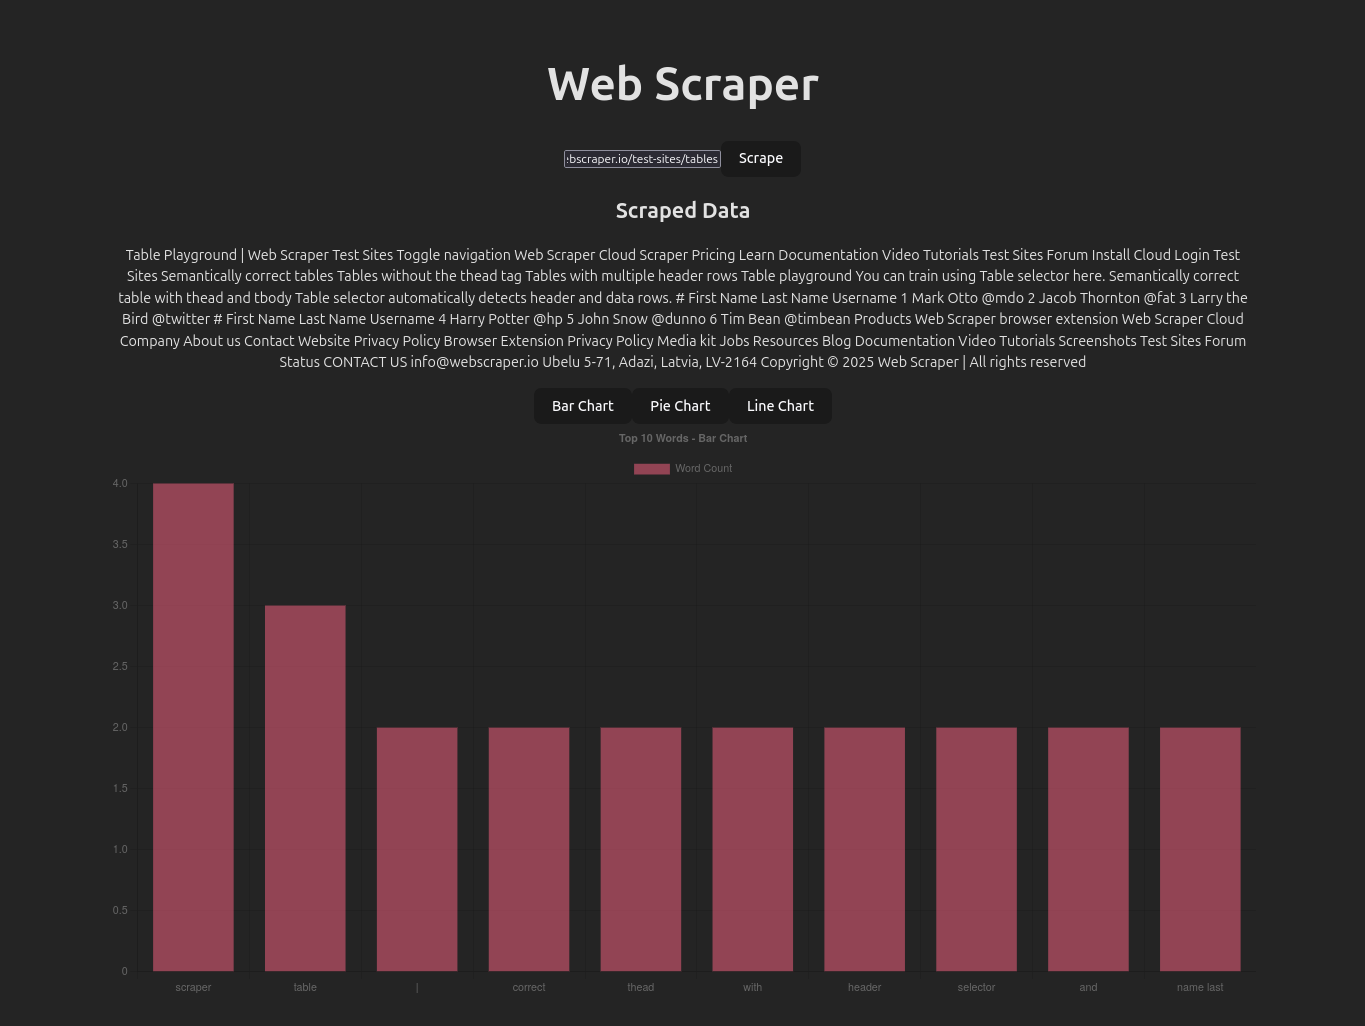 Web Scraper
bscraper.io/test-sites/tables Scrape
Scraped Data
Table Playground | Web Scraper Test Sites Toggle navigation Web Scraper Cloud Scraper Pricing Learn Documentation Video Tutorials Test Sites Forum Install Cloud Login Test
Sites Semantically correct tables Tables without the thead tag Tables with multiple header rows Table playground You can train using Table selector here. Semantically correct
table with thead and tbody Table selector automatically detects header and data rows. # First Name Last Name Username 1 Mark Otto @mdo 2 Jacob Thornton @fat 3 Larry the
Bird @twitter # First Name Last Name Username 4 Harry Potter @hp 5 John Snow @dunno 6 Tim Bean @timbean Products Web Scraper browser extension Web Scraper Cloud
Company About us Contact Website Privacy Policy Browser Extension Privacy Policy Media kit Jobs Resources Blog Documentation Video Tutorials Screenshots Test Sites Forum
Status CONTACT US info@webscraper.io Ubelu 5-71, Adazi, Latvia, LV-2164 Copyright © 2025 Web Scraper | All rights reserved
Bar Chart Pie Chart Line Chart
Top 10 Words - Bar Chart
Word Count
4.0
3.5
3.0
2.5
2.0
1.5
1.0
0.5
0
scraper table | correct thead with header selector and name last